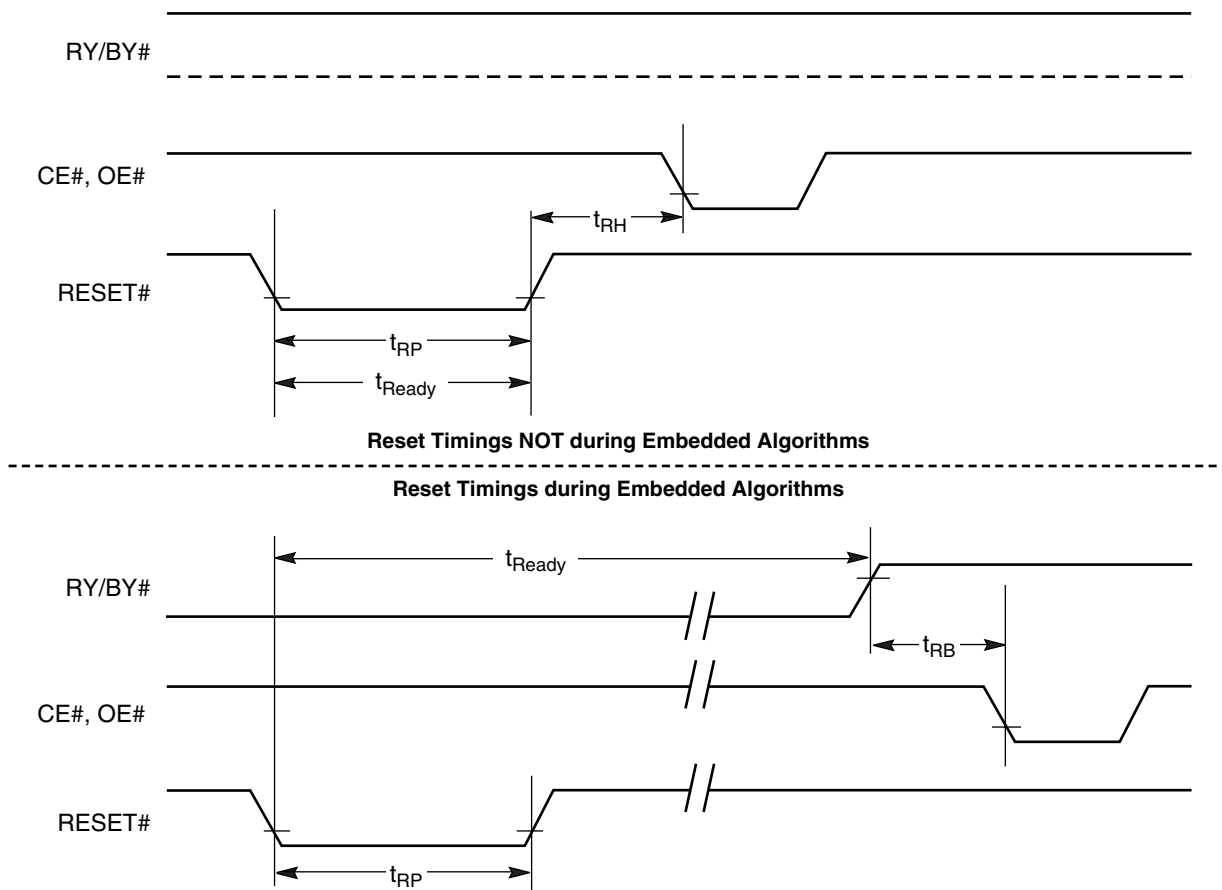 RY/BY#
CE#, OE#
tRH
RESET#
tRP
tReady
Reset Timings NOT during Embedded Algorithms
Reset Timings during Embedded Algorithms
tReady
RY/BY#
tRB
CE#, OE#
RESET#
tRP